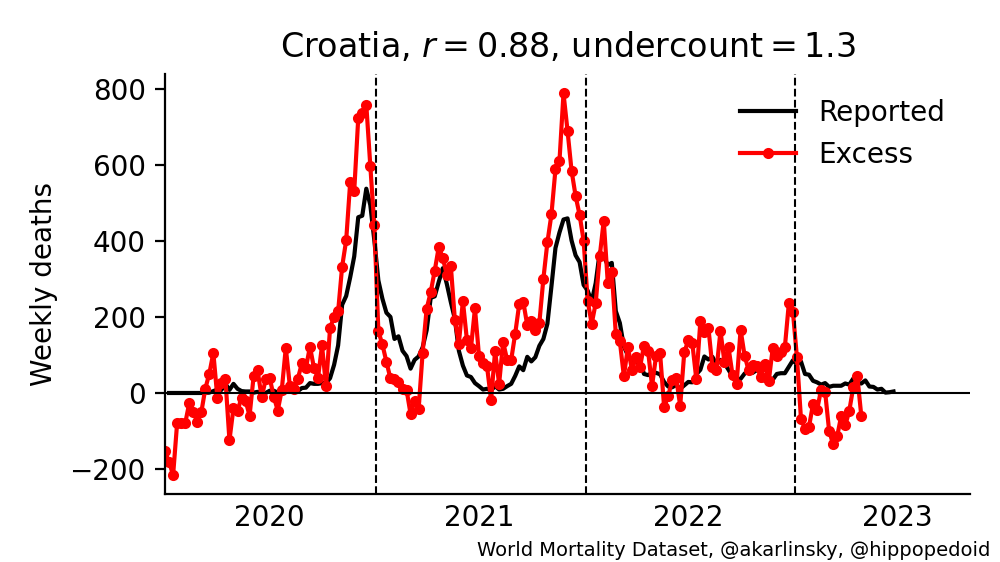 Croatia, r = 0.88, undercount = 1.3
Weekly deaths
800
600
400
200
0
−200
Reported
Excess
2020 2021 2022 2023
World Mortality Dataset, @akarlinsky, @hippopedoid